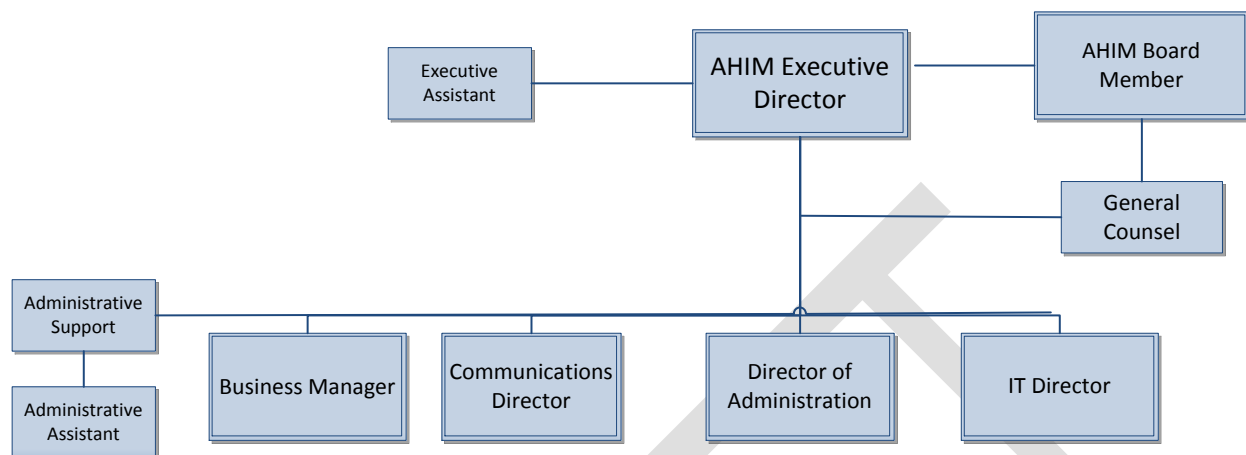 Executive
Assistant
AHIM Executive
Director
AHIM Board
Member
General
Counsel
Administrative
Support
Business Manager
Communications
Director
Director of
Administration
IT Director
Administrative
Assistant